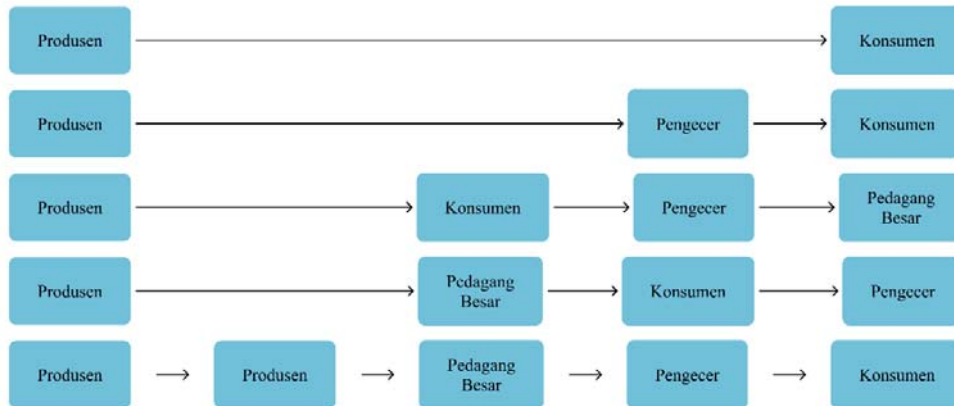 Produsen
Konsumen
Produsen
Pengecer
Konsumen
Produsen
Konsumen
Pengecer
Pedagang
Besar
Produsen
Pedagang
Besar
Konsumen
Pengecer
Produsen
Produsen
Pedagang
Besar
Pengecer
Konsumen